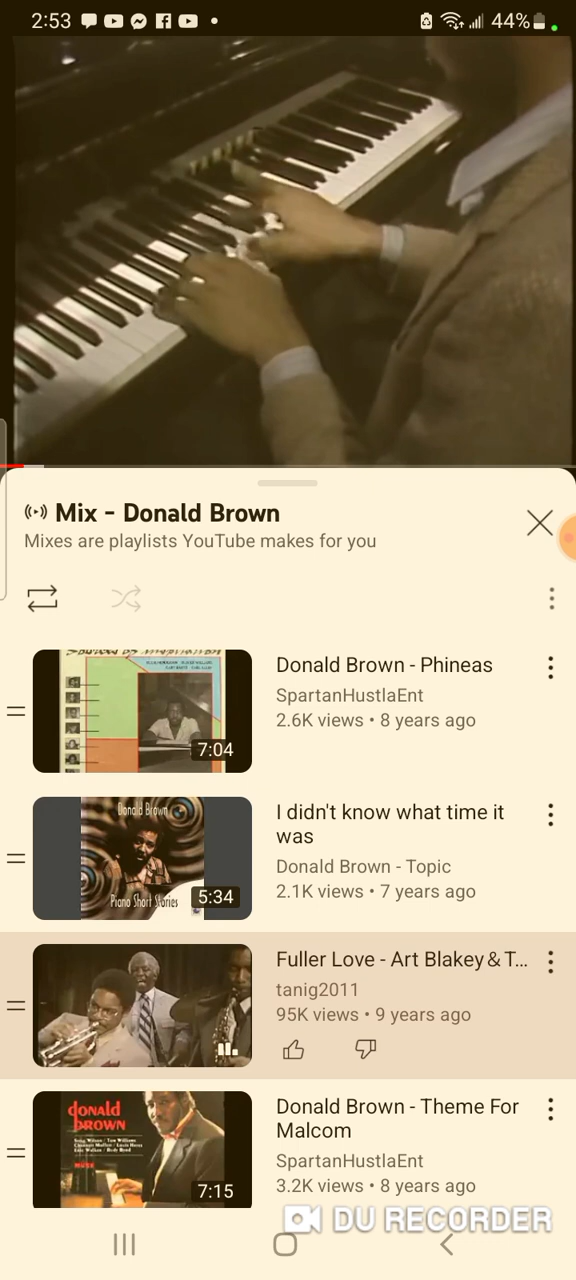 2:53
44%
Mix - Donald Brown
Mixes are playlists YouTube makes for you
Donald Brown - Phineas
SpartanHustlaEnt
2.6K views • 8 years ago
7:04
I didn't know what time it
was
Donald Brown - Topic
2.1K views • 7 years ago
Donald Brown
Piano Short Stories
5:34
Fuller Love - Art Blakey & T...
tanig2011
95K views • 9 years ago
Donald Brown - Theme For
Malcom
SpartanHustlaEnt
3.2K views • 8 years ago
donald
brown
7:15
DU RECORDER